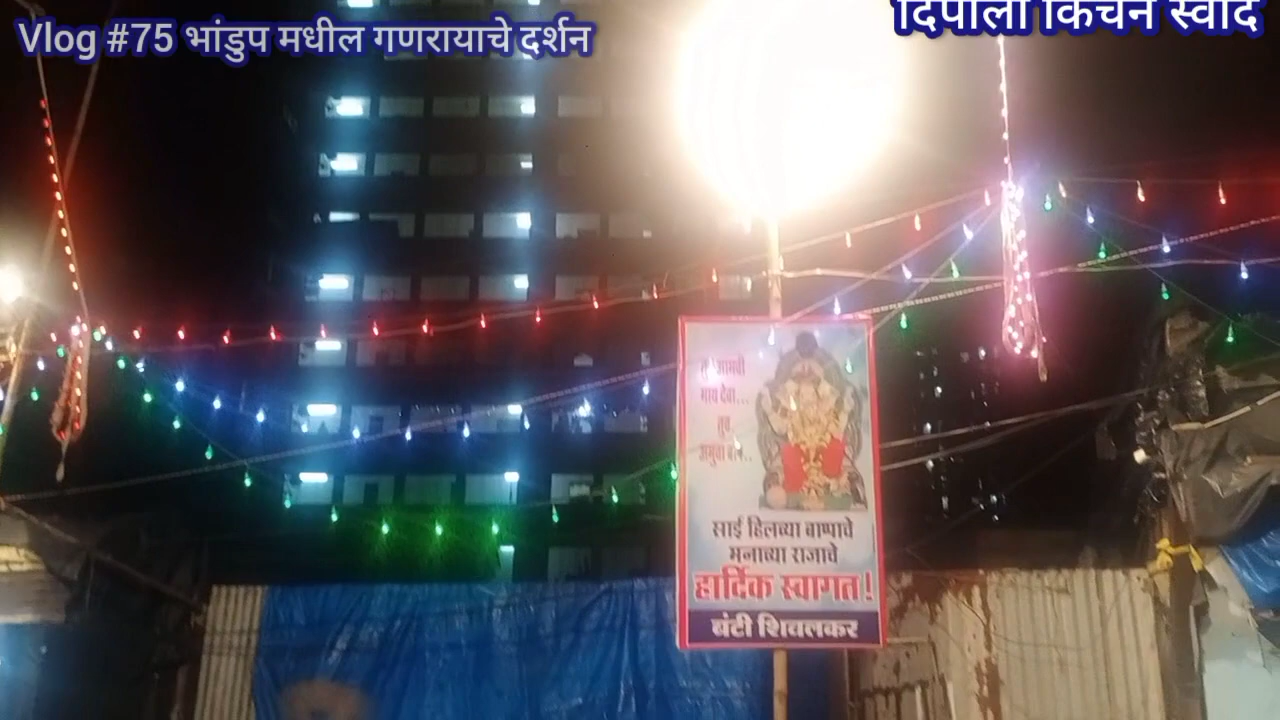 Vlog #75 भांडुप मधील गणरायाचे दर्शन
दिपाली किचन स्वाद
माय देवा...
तूच
साई हिलच्या बाप्पाचे
मनाच्या राजाचे
हार्दिक स्वागत!
बंटी शिवलकर